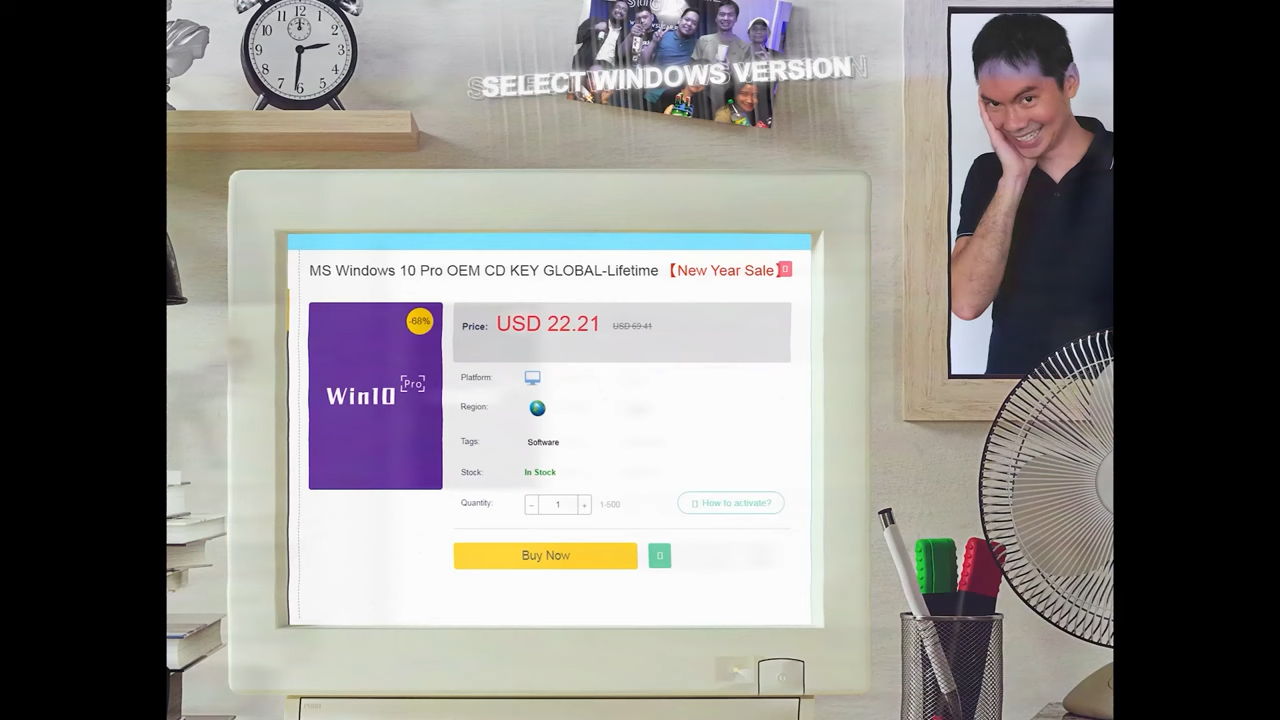 12
SELECT WINDOWS VERSION
MS Windows 10 Pro OEM CD KEY GLOBAL-Lifetime 【New Year Sale】
-68%
Win10 Pro
Price: USD 22.21 USD 69.41
Platform:
Region:
Tags: Software
Stock: In Stock
Quantity: − 1 + 1-500 How to activate?
Buy Now